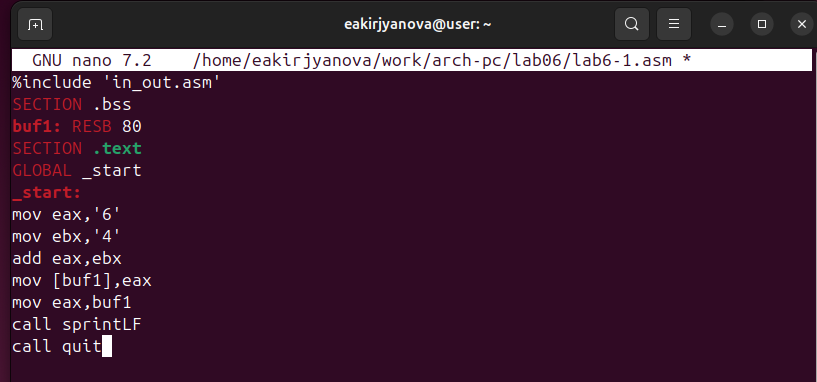 eakirjyanova@user: ~
GNU nano 7.2 /home/eakirjyanova/work/arch-pc/lab06/lab6-1.asm *
%include 'in_out.asm'
SECTION .bss
buf1: RESB 80
SECTION .text
GLOBAL _start
_start:
mov eax,'6'
mov ebx,'4'
add eax,ebx
mov [buf1],eax
mov eax,buf1
call sprintLF
call quit